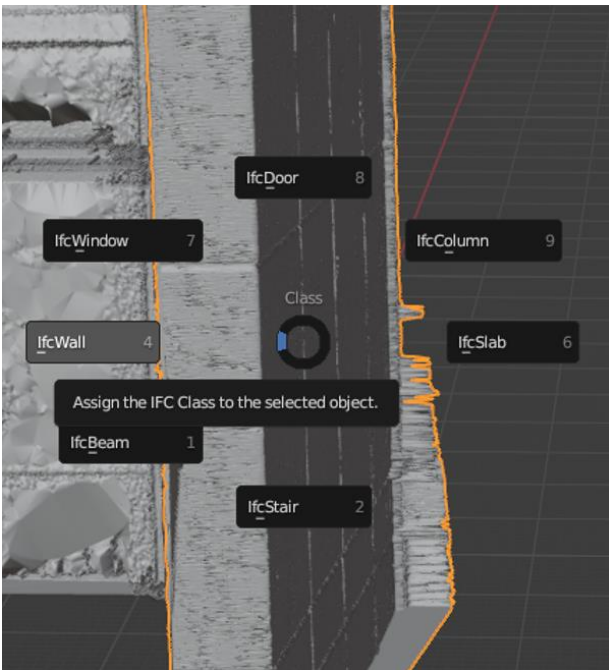 IfcDoor 8
IfcWindow 7
IfcColumn 9
Class
IfcWall 4
IfcSlab 6
Assign the IFC Class to the selected object.
IfcBeam 1
IfcStair 2